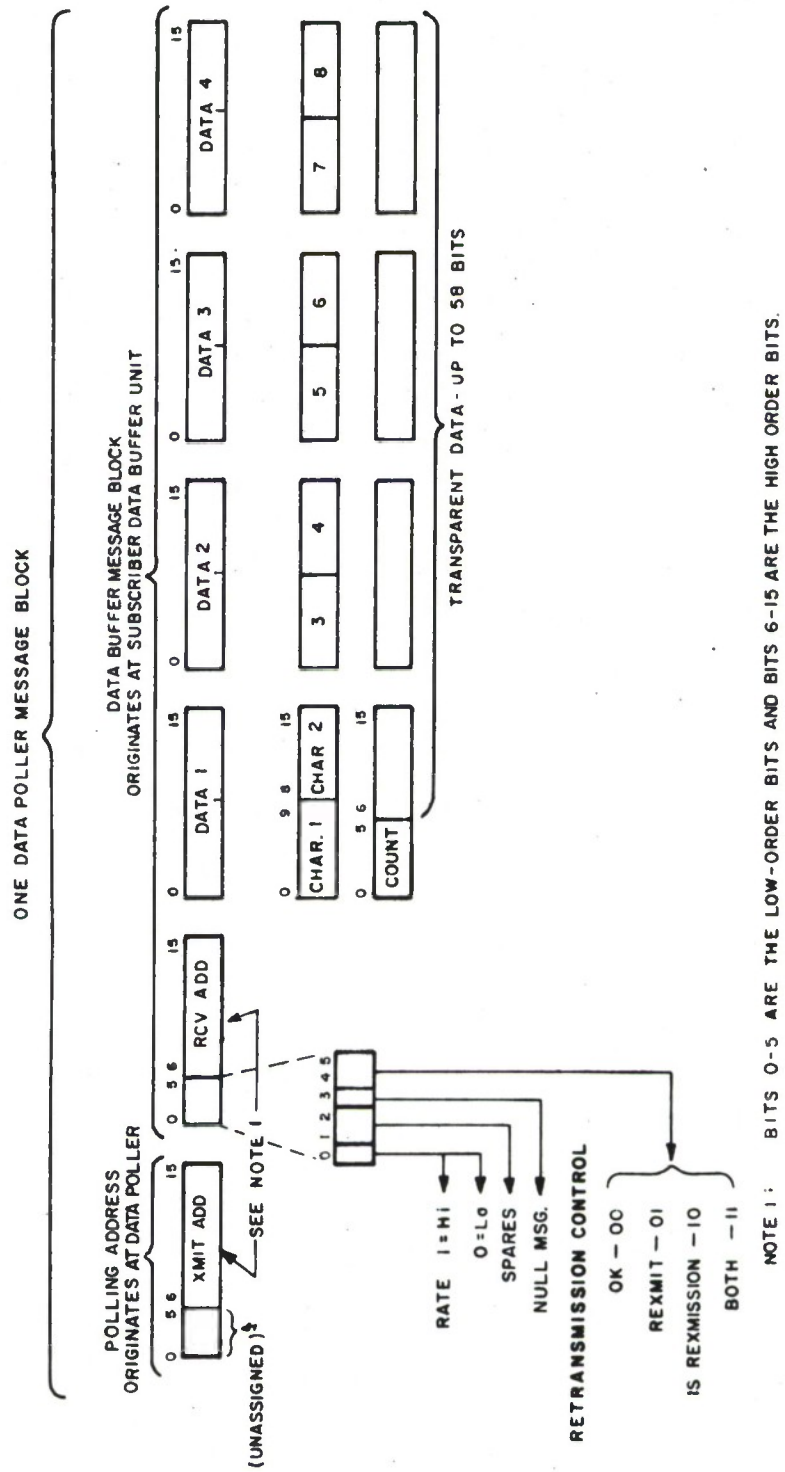 ONE DATA POLLER MESSAGE BLOCK
POLLING ADDRESS
ORIGINATES AT DATA POLLER
DATA BUFFER MESSAGE BLOCK
ORIGINATES AT SUBSCRIBER DATA BUFFER UNIT
0 5 6 15
0 5 6 15
0 15
0 15
0 15
0 15
XMIT ADD
RCV ADD
DATA 1
DATA 2
DATA 3
DATA 4
(UNASSIGNED)
SEE NOTE 1
0 9 8 15
CHAR. 1
CHAR 2
3
4
5
6
7
8
0 5 6 15
COUNT
TRANSPARENT DATA - UP TO 58 BITS
0 1 2 3 4 5
RATE 1=Hi
0=Lo
SPARES
NULL MSG.
RETRANSMISSION CONTROL
OK - 00
REXMIT - 01
IS REXMISSION - 10
BOTH - 11
NOTE 1: BITS 0-5 ARE THE LOW-ORDER BITS AND BITS 6-15 ARE THE HIGH ORDER BITS.